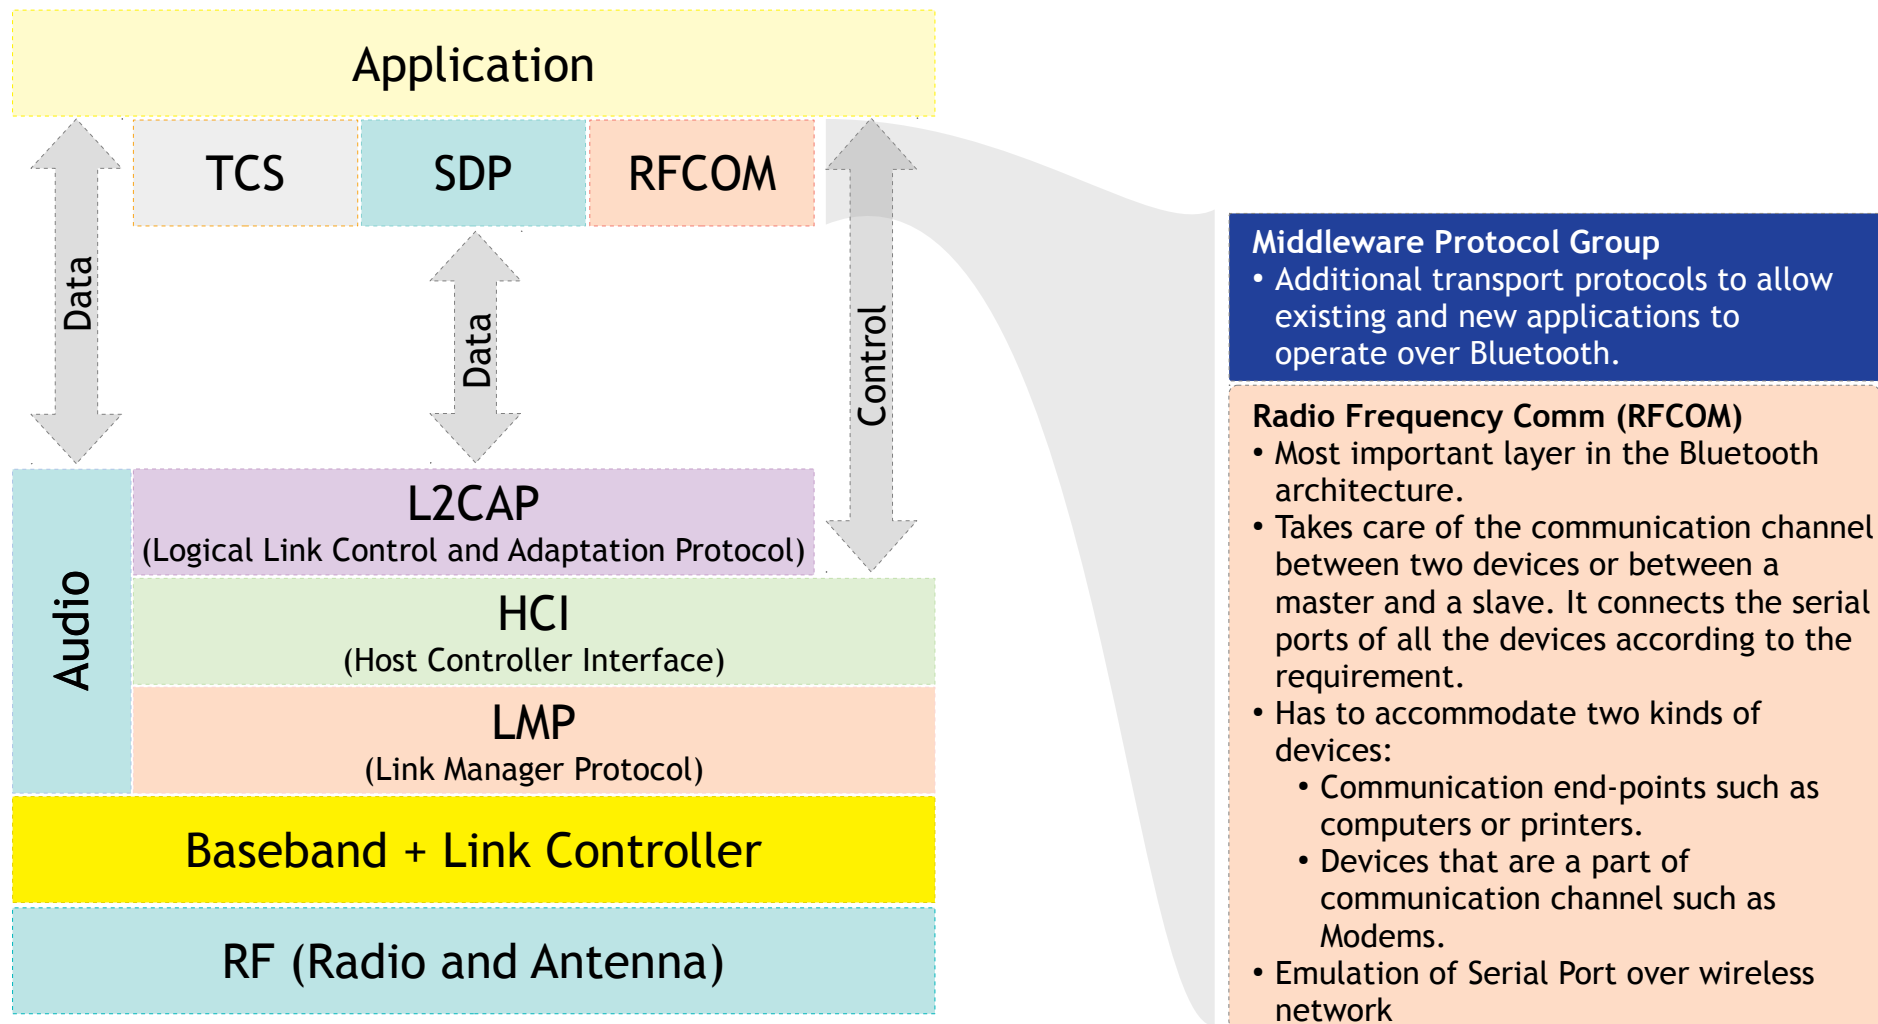 Application
TCS
SDP
RFCOM
Data
Data
Control
L2CAP
(Logical Link Control and Adaptation Protocol)
Audio
HCI
(Host Controller Interface)
LMP
(Link Manager Protocol)
Baseband + Link Controller
RF (Radio and Antenna)
Middleware Protocol Group
• Additional transport protocols to allow
existing and new applications to
operate over Bluetooth.
Radio Frequency Comm (RFCOM)
• Most important layer in the Bluetooth
architecture.
• Takes care of the communication channel
between two devices or between a
master and a slave. It connects the serial
ports of all the devices according to the
requirement.
• Has to accommodate two kinds of
devices:
• Communication end-points such as
computers or printers.
• Devices that are a part of
communication channel such as
Modems.
• Emulation of Serial Port over wireless
network